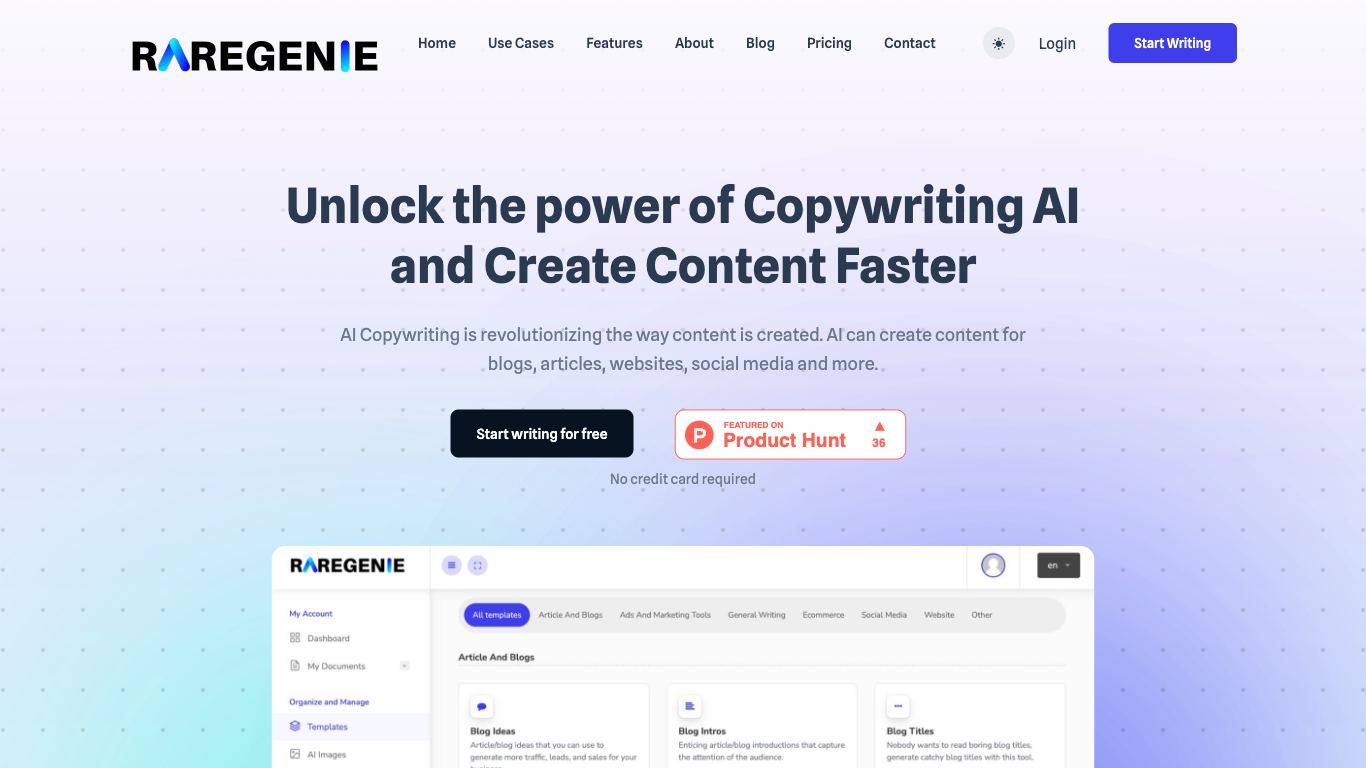 RAREGENIE
Home Use Cases Features About Blog Pricing Contact Login Start Writing
Unlock the power of Copywriting AI
and Create Content Faster
AI Copywriting is revolutionizing the way content is created. AI can create content for
blogs, articles, websites, social media and more.
Start writing for free
P FEATURED ON
Product Hunt
36
No credit card required
RAREGENIE
en
My Account
Dashboard
My Documents
Organize and Manage
Templates
AI Images
All templates Article And Blogs Ads And Marketing Tools General Writing Ecommerce Social Media Website Other
Article And Blogs
Blog Ideas
Article/blog ideas that you can use to
generate more traffic, leads, and sales for your
Blog Intros
Enticing article/blog introductions that capture
the attention of the audience.
Blog Titles
Nobody wants to read boring blog titles,
generate catchy blog titles with this tool.